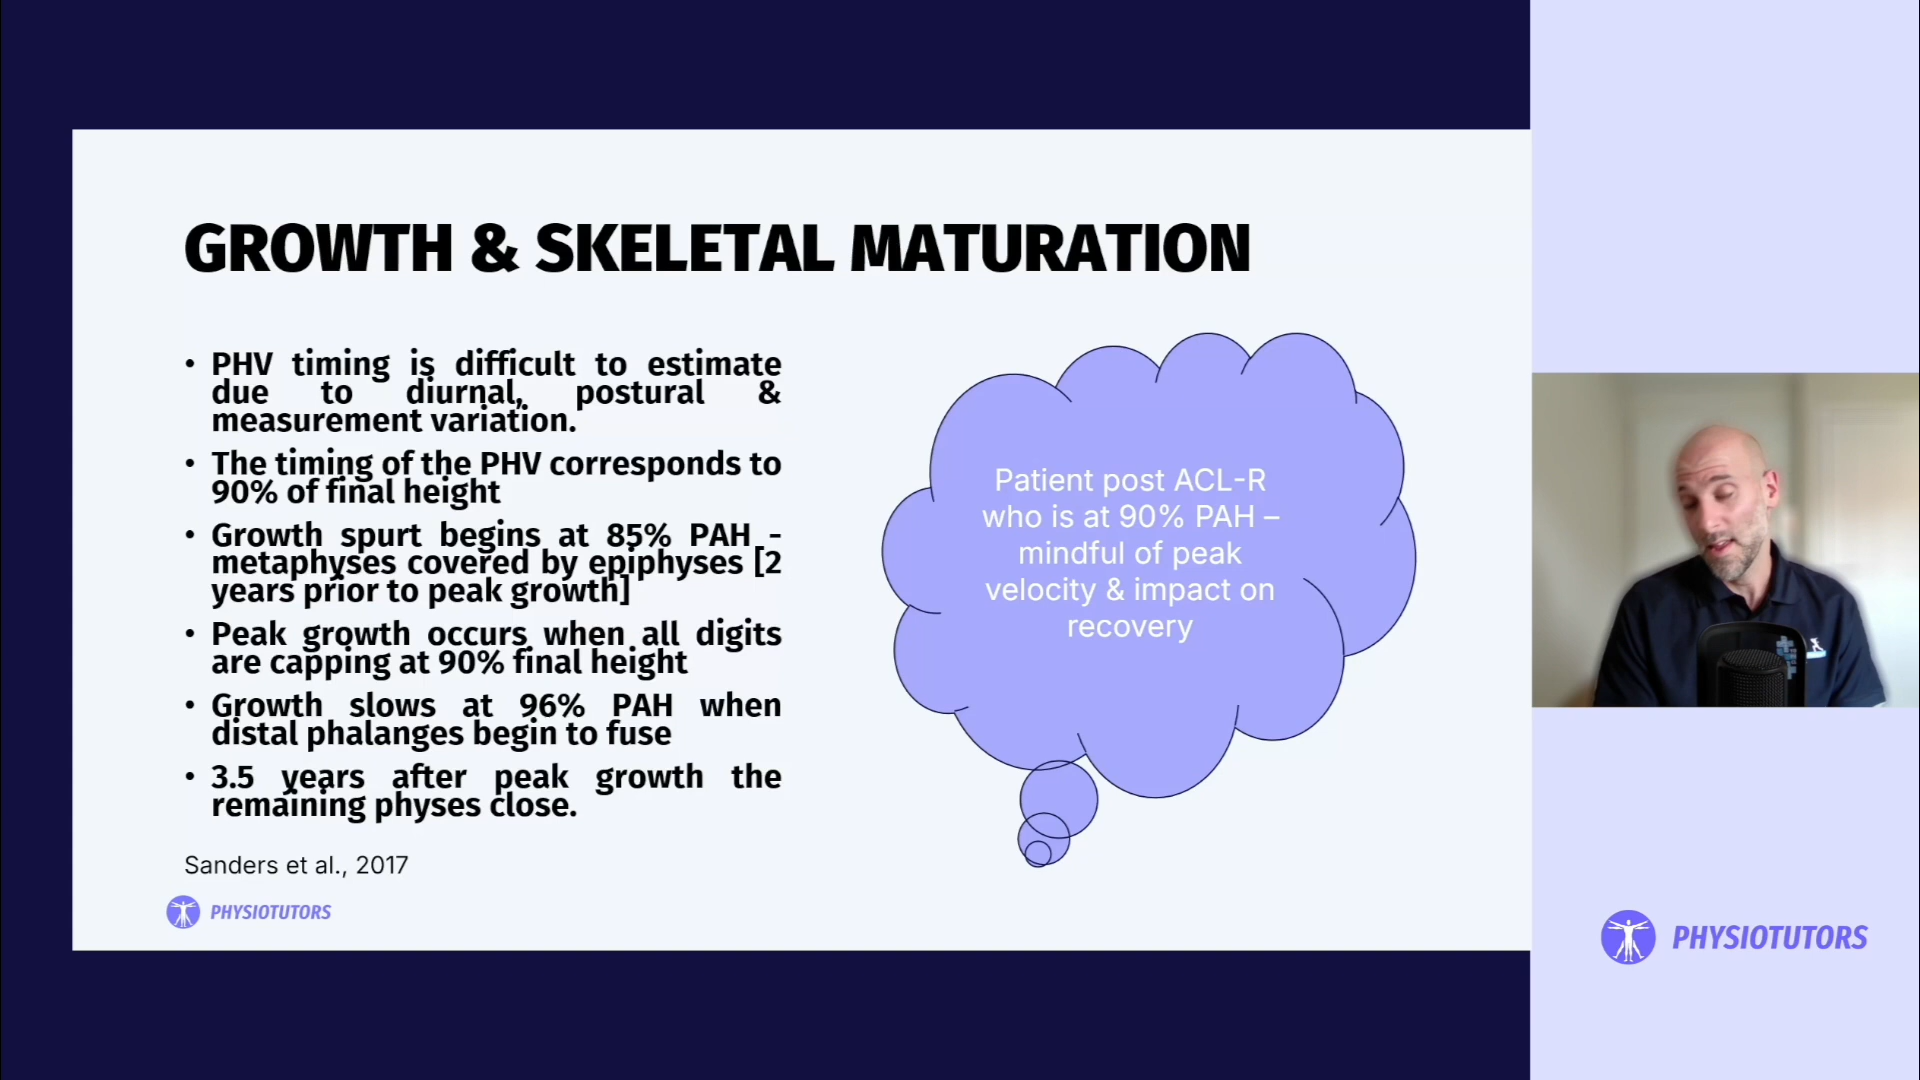 GROWTH & SKELETAL MATURATION
• PHV timing is difficult to estimate
due to diurnal, postural &
measurement variation.
• The timing of the PHV corresponds to
90% of final height
• Growth spurt begins at 85% PAH -
metaphyses covered by epiphyses [2
years prior to peak growth]
• Peak growth occurs when all digits
are capping at 90% final height
• Growth slows at 96% PAH when
distal phalanges begin to fuse
• 3.5 years after peak growth the
remaining physes close.
Sanders et al., 2017
PHYSIOTUTORS
Patient post ACL-R
who is at 90% PAH –
mindful of peak
velocity & impact on
recovery
PHYSIOTUTORS